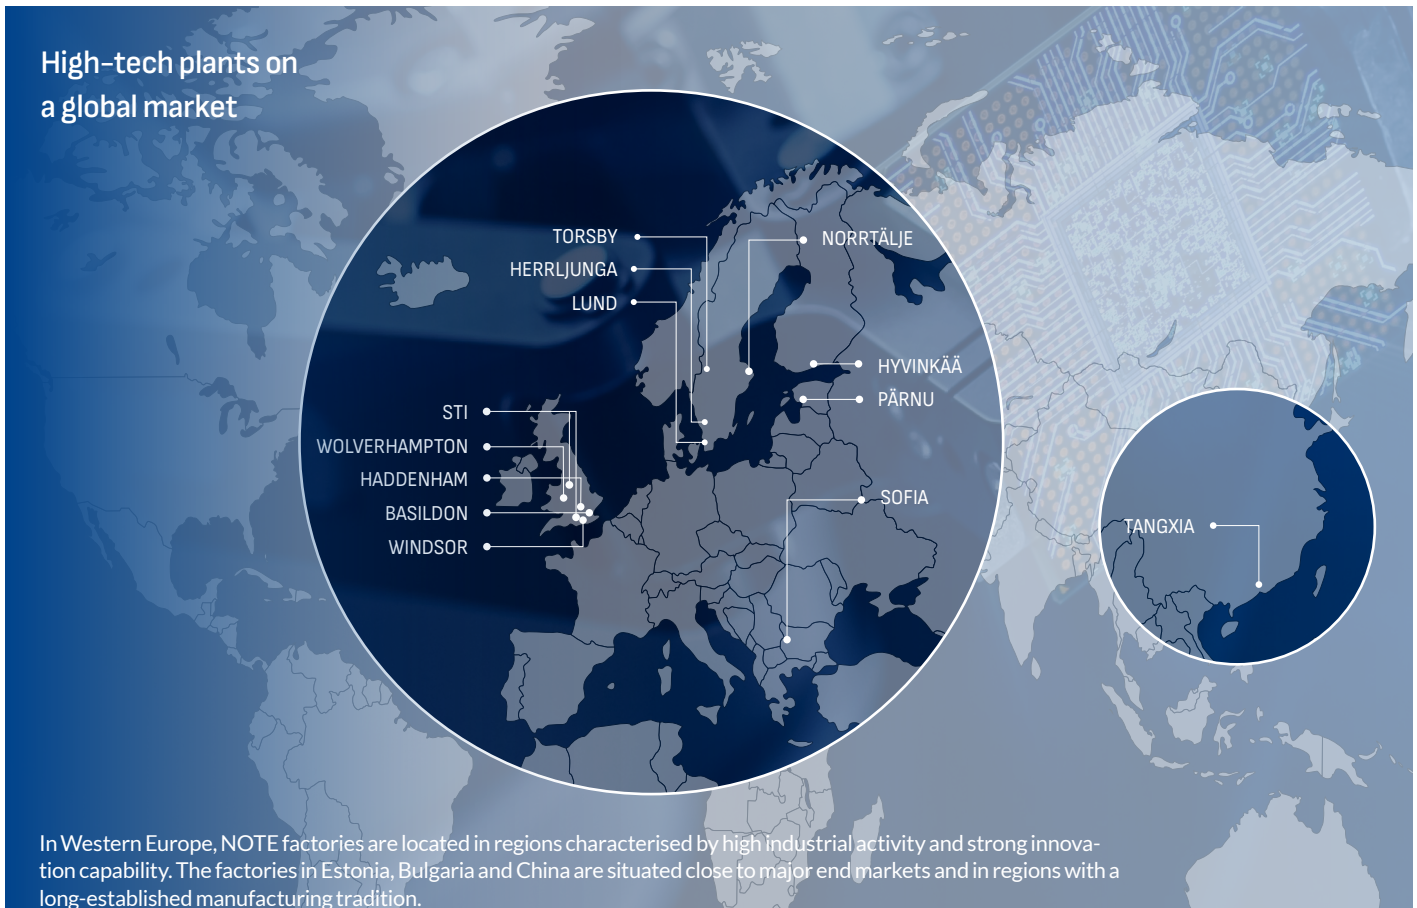 High-tech plants on
a global market
TORSBY
NORRTÄLJE
HERRLJUNGA
LUND
HYVINKÄÄ
PÄRNU
STI
WOLVERHAMPTON
HADDENHAM
BASILDON
WINDSOR
SOFIA
TANGXIA
In Western Europe, NOTE factories are located in regions characterised by high industrial activity and strong innova-
tion capability. The factories in Estonia, Bulgaria and China are situated close to major end markets and in regions with a
long-established manufacturing tradition.